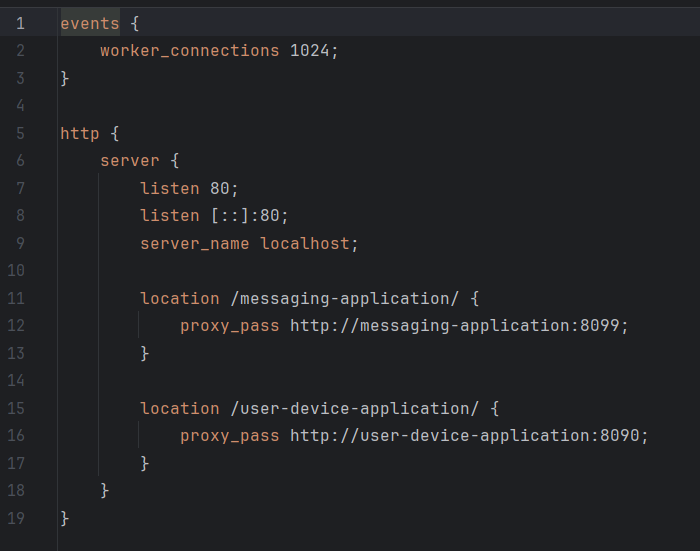 1 events {
2 worker_connections 1024;
3 }
4
5 http {
6 server {
7 listen 80;
8 listen [::]:80;
9 server_name localhost;
10
11 location /messaging-application/ {
12 proxy_pass http://messaging-application:8099;
13 }
14
15 location /user-device-application/ {
16 proxy_pass http://user-device-application:8090;
17 }
18 }
19 }